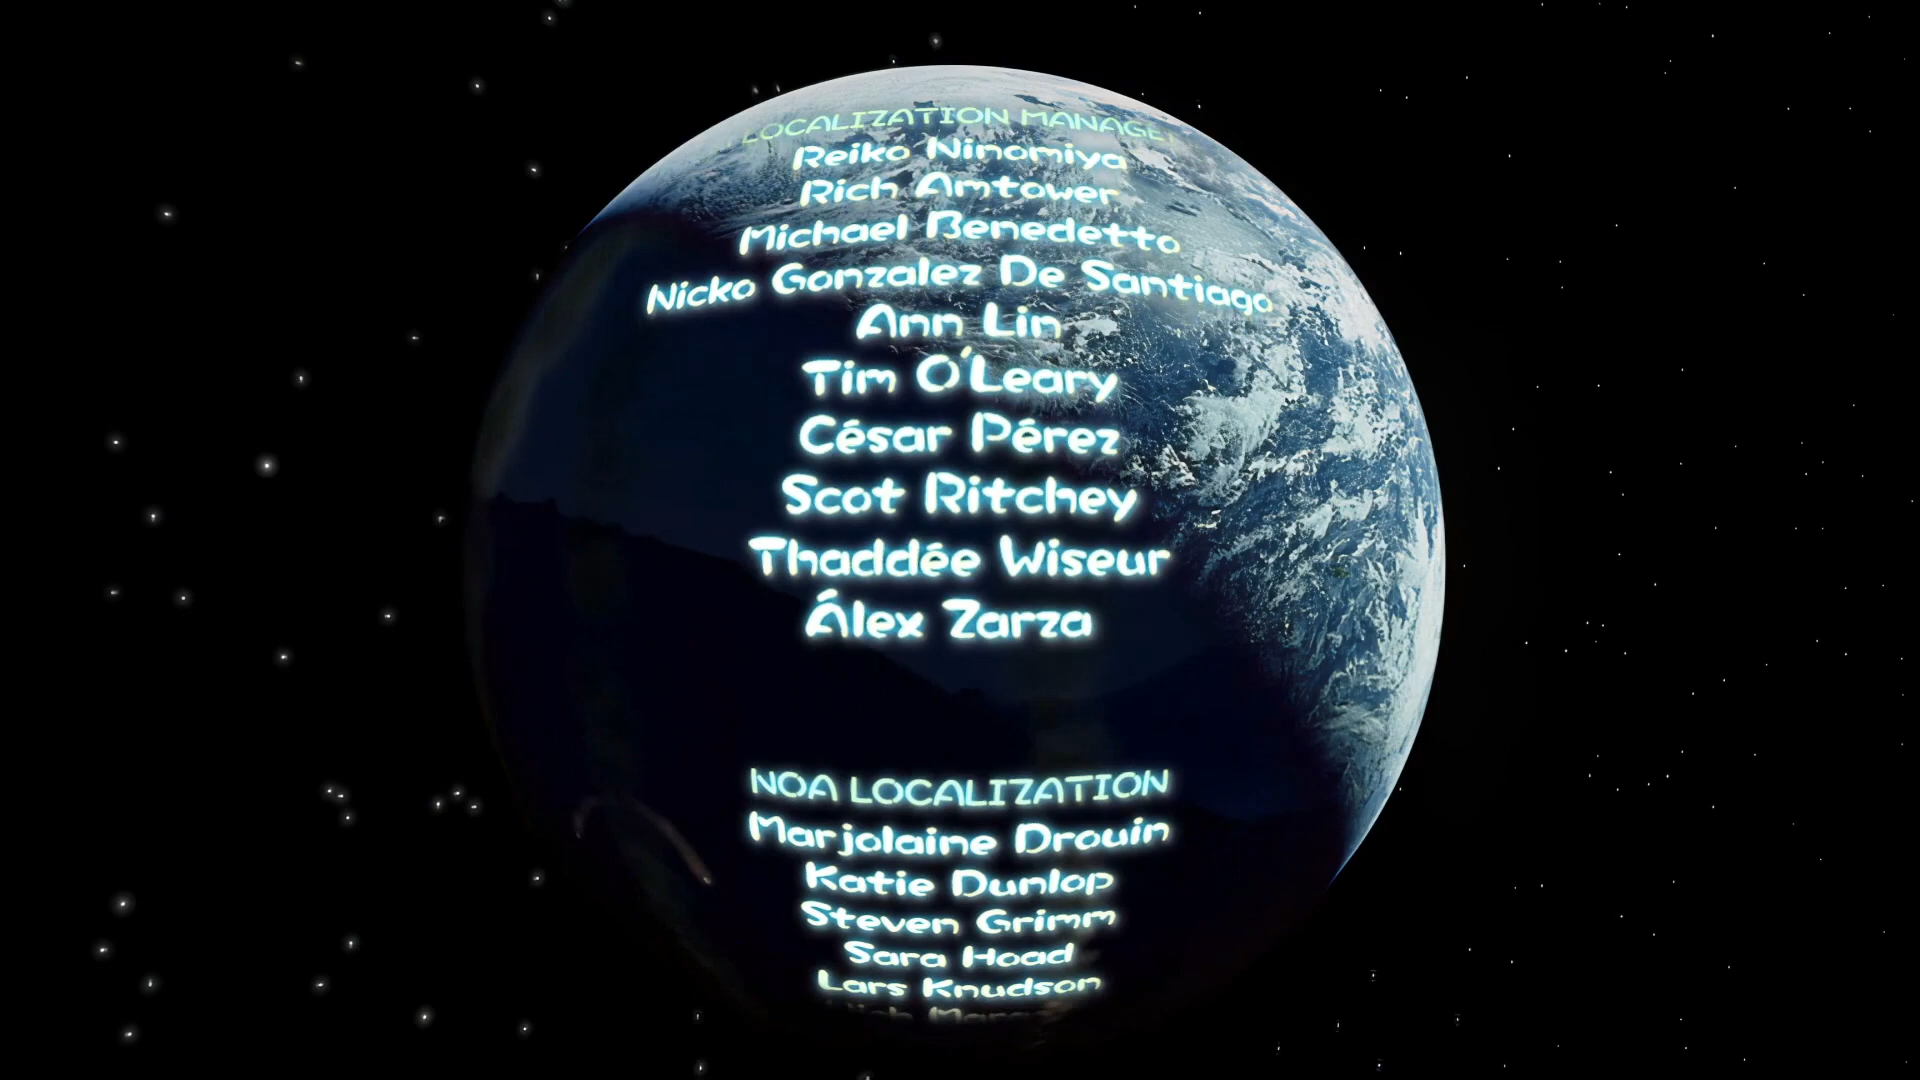 LOCALIZATION MANAGE
Reiko Ninomiya
Rich Amtower
Michael Benedetto
Nicko Gonzalez De Santiago
Ann Lin
Tim O'Leary
César Pérez
Scot Ritchey
Thaddée Wiseur
Álex Zarza
NOA LOCALIZATION
Marjolaine Drouin
Katie Dunlop
Steven Grimm
Sara Hoad
Lars Knudson